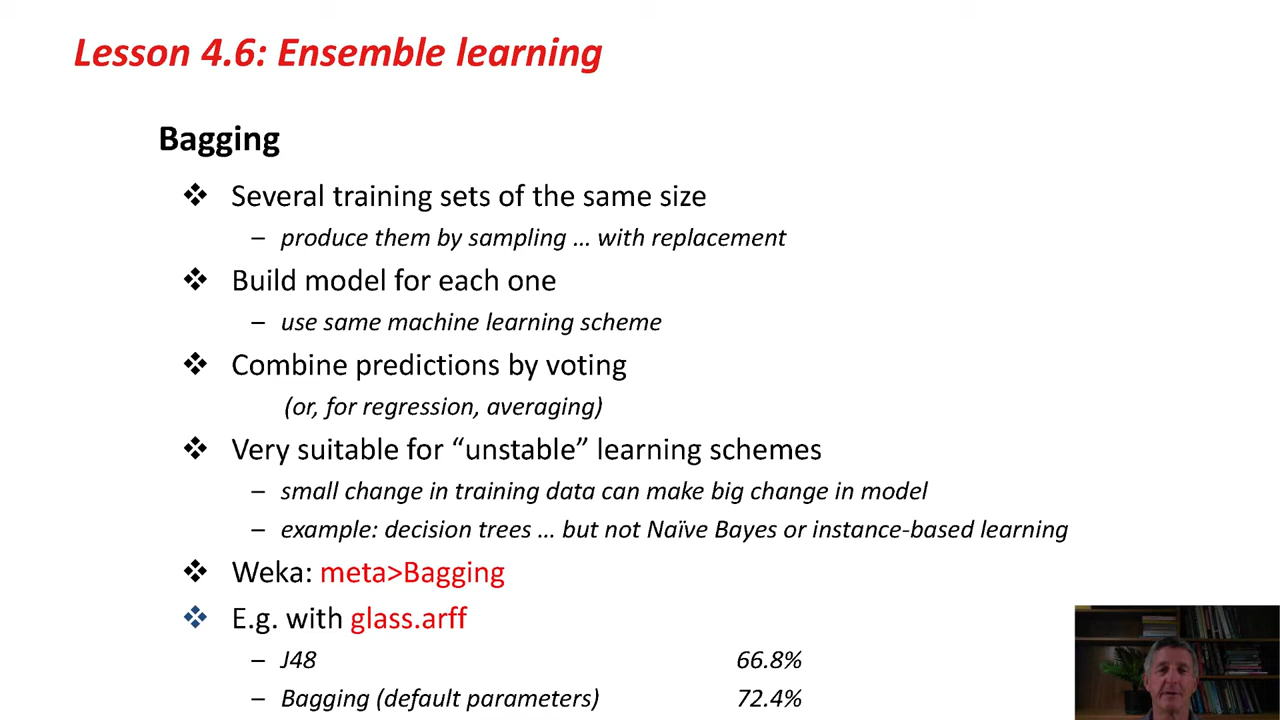 Lesson 4.6: Ensemble learning
Bagging
❖ Several training sets of the same size
– produce them by sampling … with replacement
❖ Build model for each one
– use same machine learning scheme
❖ Combine predictions by voting
(or, for regression, averaging)
❖ Very suitable for “unstable” learning schemes
– small change in training data can make big change in model
– example: decision trees … but not Naïve Bayes or instance-based learning
❖ Weka: meta>Bagging
❖ E.g. with glass.arff
– J48 66.8%
– Bagging (default parameters) 72.4%